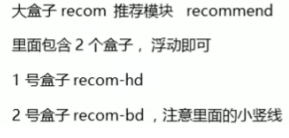 大盒子 recom 推荐模块 recommend
里面包含 2 个盒子，浮动即可
1 号盒子 recom-hd
2 号盒子 recom-bd ，注意里面的小竖线